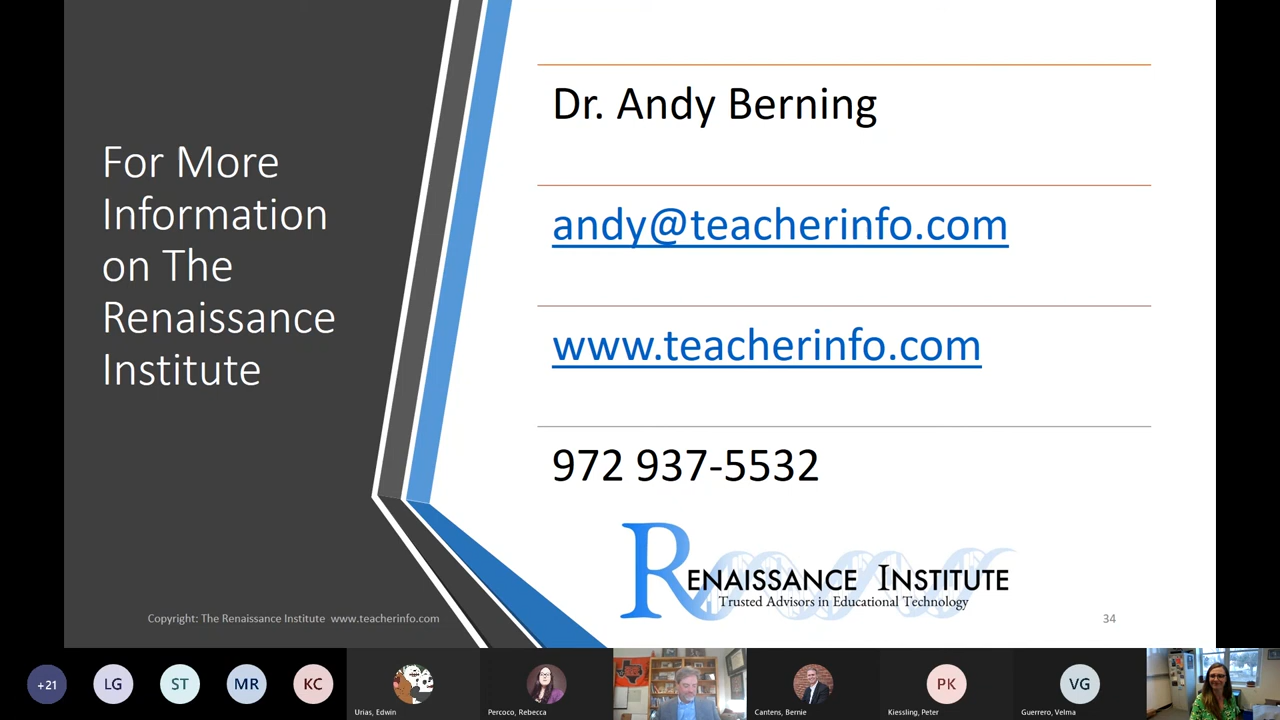 For More
Information
on The
Renaissance
Institute
Dr. Andy Berning
andy@teacherinfo.com
www.teacherinfo.com
972 937-5532
RENAISSANCE INSTITUTE
Trusted Advisors in Educational Technology
Copyright: The Renaissance Institute www.teacherinfo.com
34
+21
LG
ST
MR
KC
Urias, Edwin
Percoco, Rebecca
Cantens, Bernie
PK
Kiessling, Peter
VG
Guerrero, Velma